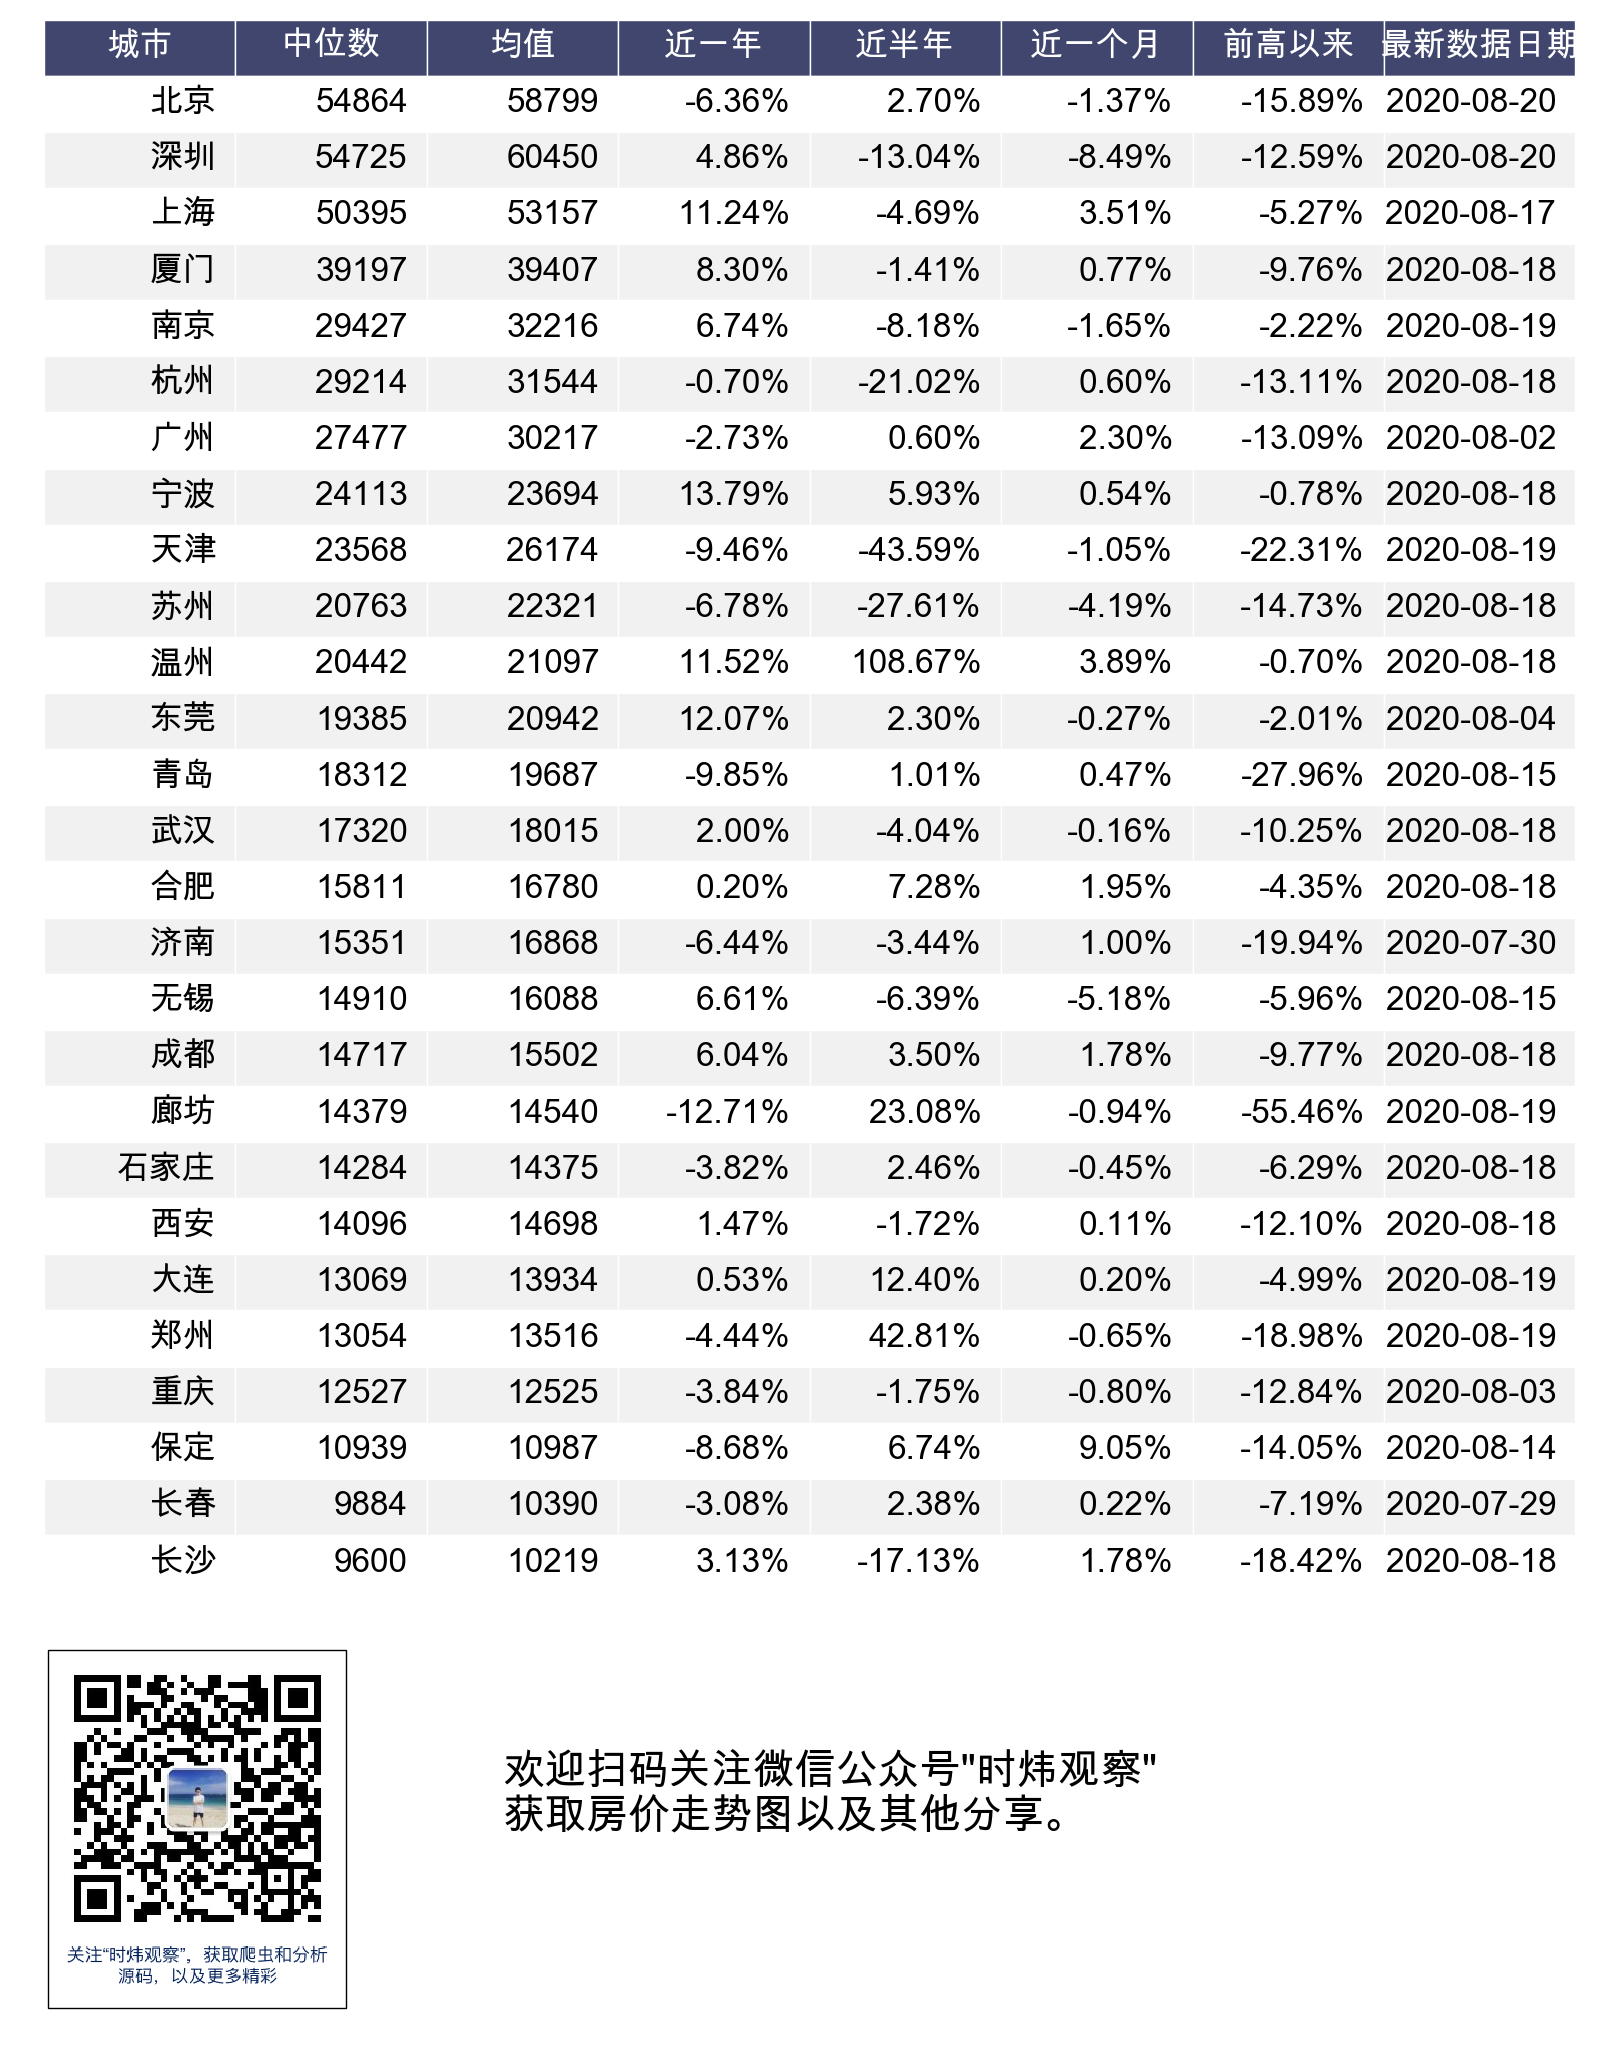 城市 中位数 均值 近一年 近半年 近一个月 前高以来 最新数据日期
北京 54864 58799 -6.36% 2.70% -1.37% -15.89% 2020-08-20
深圳 54725 60450 4.86% -13.04% -8.49% -12.59% 2020-08-20
上海 50395 53157 11.24% -4.69% 3.51% -5.27% 2020-08-17
厦门 39197 39407 8.30% -1.41% 0.77% -9.76% 2020-08-18
南京 29427 32216 6.74% -8.18% -1.65% -2.22% 2020-08-19
杭州 29214 31544 -0.70% -21.02% 0.60% -13.11% 2020-08-18
广州 27477 30217 -2.73% 0.60% 2.30% -13.09% 2020-08-02
宁波 24113 23694 13.79% 5.93% 0.54% -0.78% 2020-08-18
天津 23568 26174 -9.46% -43.59% -1.05% -22.31% 2020-08-19
苏州 20763 22321 -6.78% -27.61% -4.19% -14.73% 2020-08-18
温州 20442 21097 11.52% 108.67% 3.89% -0.70% 2020-08-18
东莞 19385 20942 12.07% 2.30% -0.27% -2.01% 2020-08-04
青岛 18312 19687 -9.85% 1.01% 0.47% -27.96% 2020-08-15
武汉 17320 18015 2.00% -4.04% -0.16% -10.25% 2020-08-18
合肥 15811 16780 0.20% 7.28% 1.95% -4.35% 2020-08-18
济南 15351 16868 -6.44% -3.44% 1.00% -19.94% 2020-07-30
无锡 14910 16088 6.61% -6.39% -5.18% -5.96% 2020-08-15
成都 14717 15502 6.04% 3.50% 1.78% -9.77% 2020-08-18
廊坊 14379 14540 -12.71% 23.08% -0.94% -55.46% 2020-08-19
石家庄 14284 14375 -3.82% 2.46% -0.45% -6.29% 2020-08-18
西安 14096 14698 1.47% -1.72% 0.11% -12.10% 2020-08-18
大连 13069 13934 0.53% 12.40% 0.20% -4.99% 2020-08-19
郑州 13054 13516 -4.44% 42.81% -0.65% -18.98% 2020-08-19
重庆 12527 12525 -3.84% -1.75% -0.80% -12.84% 2020-08-03
保定 10939 10987 -8.68% 6.74% 9.05% -14.05% 2020-08-14
长春 9884 10390 -3.08% 2.38% 0.22% -7.19% 2020-07-29
长沙 9600 10219 3.13% -17.13% 1.78% -18.42% 2020-08-18
欢迎扫码关注微信公众号"时炜观察"
获取房价走势图以及其他分享。
关注“时炜观察”，获取爬虫和分析
源码，以及更多精彩